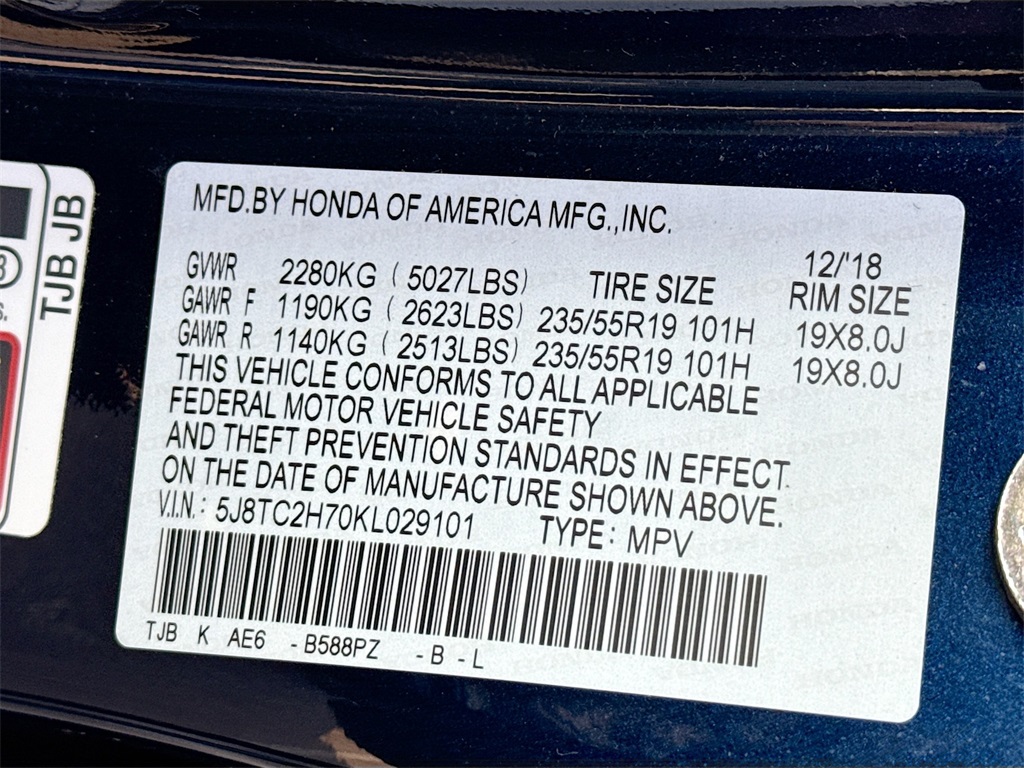 MFD.BY HONDA OF AMERICA MFG.,INC.
12/'18
GVWR 2280KG (5027LBS) TIRE SIZE RIM SIZE
GAWR F 1190KG (2623LBS) 235/55R19 101H 19X8.0J
GAWR R 1140KG (2513LBS) 235/55R19 101H 19X8.0J
THIS VEHICLE CONFORMS TO ALL APPLICABLE
FEDERAL MOTOR VEHICLE SAFETY
AND THEFT PREVENTION STANDARDS IN EFFECT
ON THE DATE OF MANUFACTURE SHOWN ABOVE.
V.I.N.: 5J8TC2H70KL029101 TYPE: MPV
TJB K AE6 -B588PZ -B-L
TJB JB